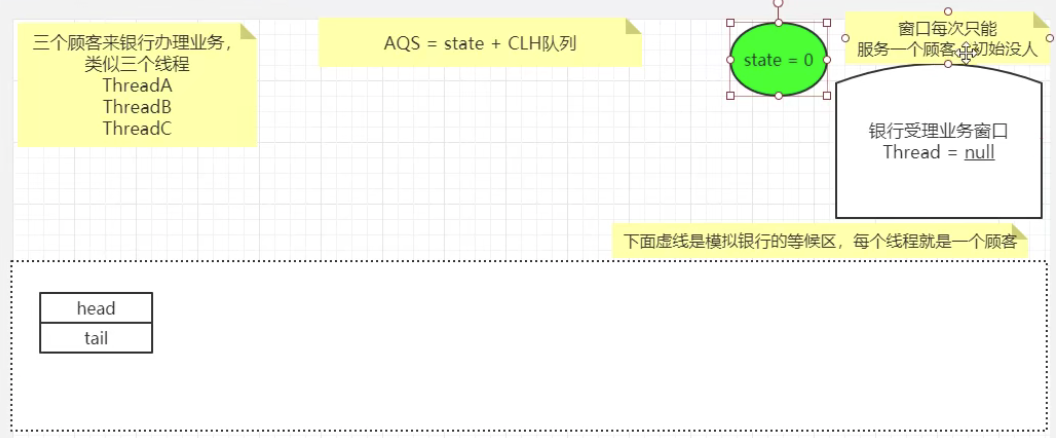 三个顾客来银行办理业务，
类似三个线程
ThreadA
ThreadB
ThreadC
AQS = state + CLH队列
state = 0
窗口每次只能
服务一个顾客，初始没人
银行受理业务窗口
Thread = null
下面虚线是模拟银行的等候区，每个线程就是一个顾客
head
tail